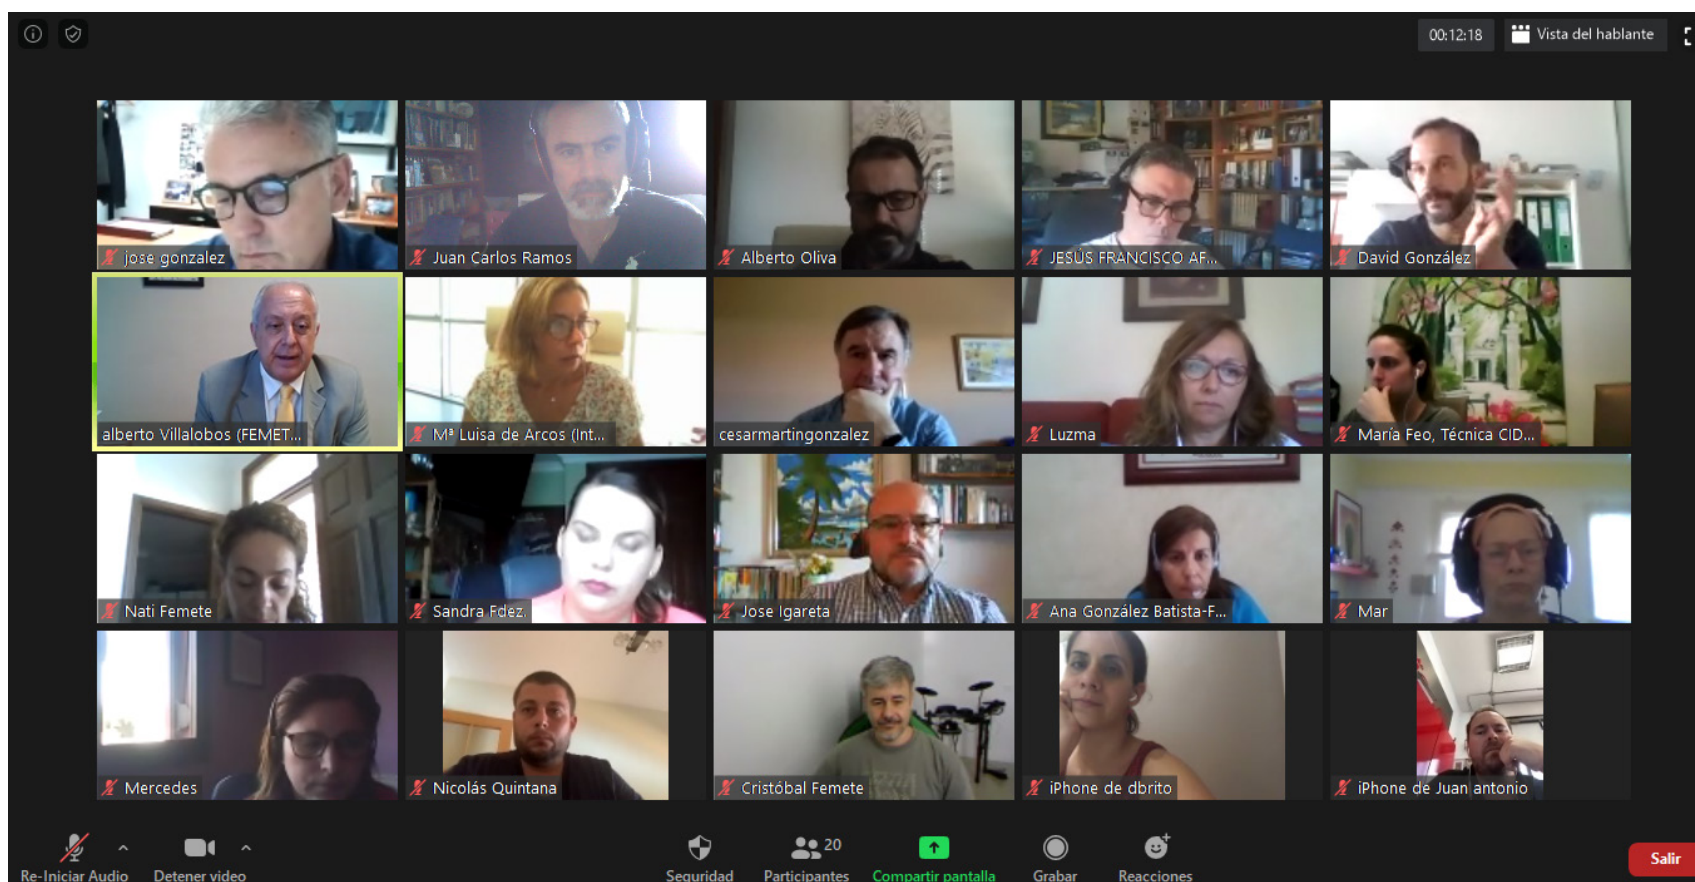 00:12:18 Vista del hablante
jose gonzalez
Juan Carlos Ramos
Alberto Oliva
JESÚS FRANCISCO AF...
David González
alberto Villalobos (FEMET...
Mª Luisa de Arcos (Int...
cesarmartingonzalez
Luzma
María Feo, Técnica CID...
Nati Femete
Sandra Fdez.
Jose Igareta
Ana González Batista-F...
Mar
Mercedes
Nicolás Quintana
Cristóbal Femete
iPhone de dbrito
iPhone de Juan antonio
20
Re-Iniciar Audio
Detener video
Seguridad
Participantes
Compartir pantalla
Grabar
Reacciones
Salir